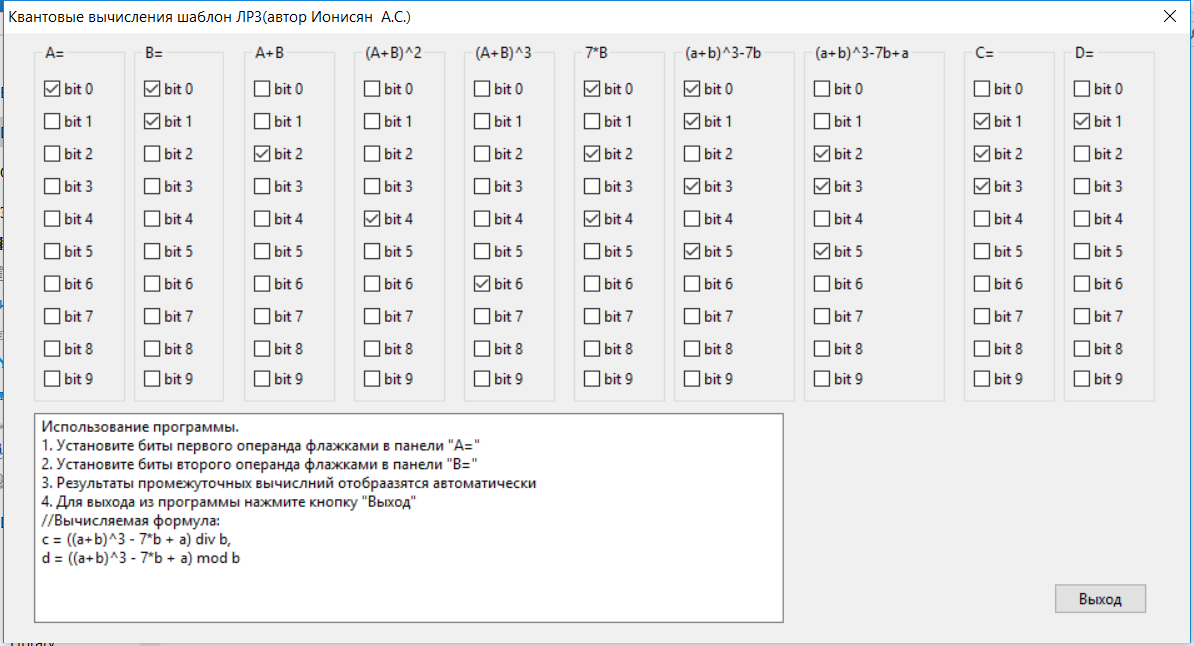 Квантовые вычисления шаблон ЛР3(автор Ионисян А.С.)
A= B= A+B (A+B)^2 (A+B)^3 7*B (a+b)^3-7b (a+b)^3-7b+a C= D=
bit 0 bit 0 bit 0 bit 0 bit 0 bit 0 bit 0 bit 0 bit 0 bit 0
bit 1 bit 1 bit 1 bit 1 bit 1 bit 1 bit 1 bit 1 bit 1 bit 1
bit 2 bit 2 bit 2 bit 2 bit 2 bit 2 bit 2 bit 2 bit 2 bit 2
bit 3 bit 3 bit 3 bit 3 bit 3 bit 3 bit 3 bit 3 bit 3 bit 3
bit 4 bit 4 bit 4 bit 4 bit 4 bit 4 bit 4 bit 4 bit 4 bit 4
bit 5 bit 5 bit 5 bit 5 bit 5 bit 5 bit 5 bit 5 bit 5 bit 5
bit 6 bit 6 bit 6 bit 6 bit 6 bit 6 bit 6 bit 6 bit 6 bit 6
bit 7 bit 7 bit 7 bit 7 bit 7 bit 7 bit 7 bit 7 bit 7 bit 7
bit 8 bit 8 bit 8 bit 8 bit 8 bit 8 bit 8 bit 8 bit 8 bit 8
bit 9 bit 9 bit 9 bit 9 bit 9 bit 9 bit 9 bit 9 bit 9 bit 9
Использование программы.
1. Установите биты первого операнда флажками в панели "A="
2. Установите биты второго операнда флажками в панели "B="
3. Результаты промежуточных вычислний отобраазятся автоматически
4. Для выхода из программы нажмите кнопку "Выход"
//Вычисляемая формула:
c = ((a+b)^3 - 7*b + a) div b,
d = ((a+b)^3 - 7*b + a) mod b
Выход